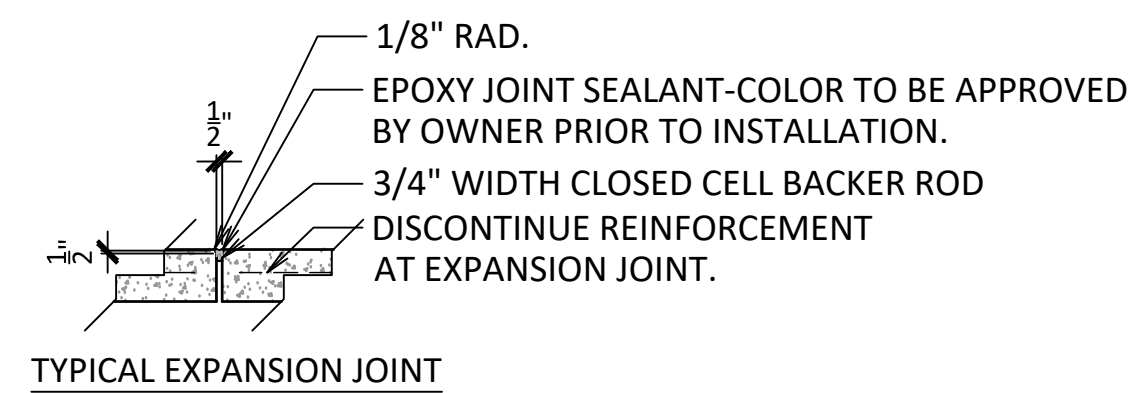 1/8" RAD.
EPOXY JOINT SEALANT-COLOR TO BE APPROVED
BY OWNER PRIOR TO INSTALLATION.
1/2"
3/4" WIDTH CLOSED CELL BACKER ROD
DISCONTINUE REINFORCEMENT
AT EXPANSION JOINT.
1/2"
TYPICAL EXPANSION JOINT